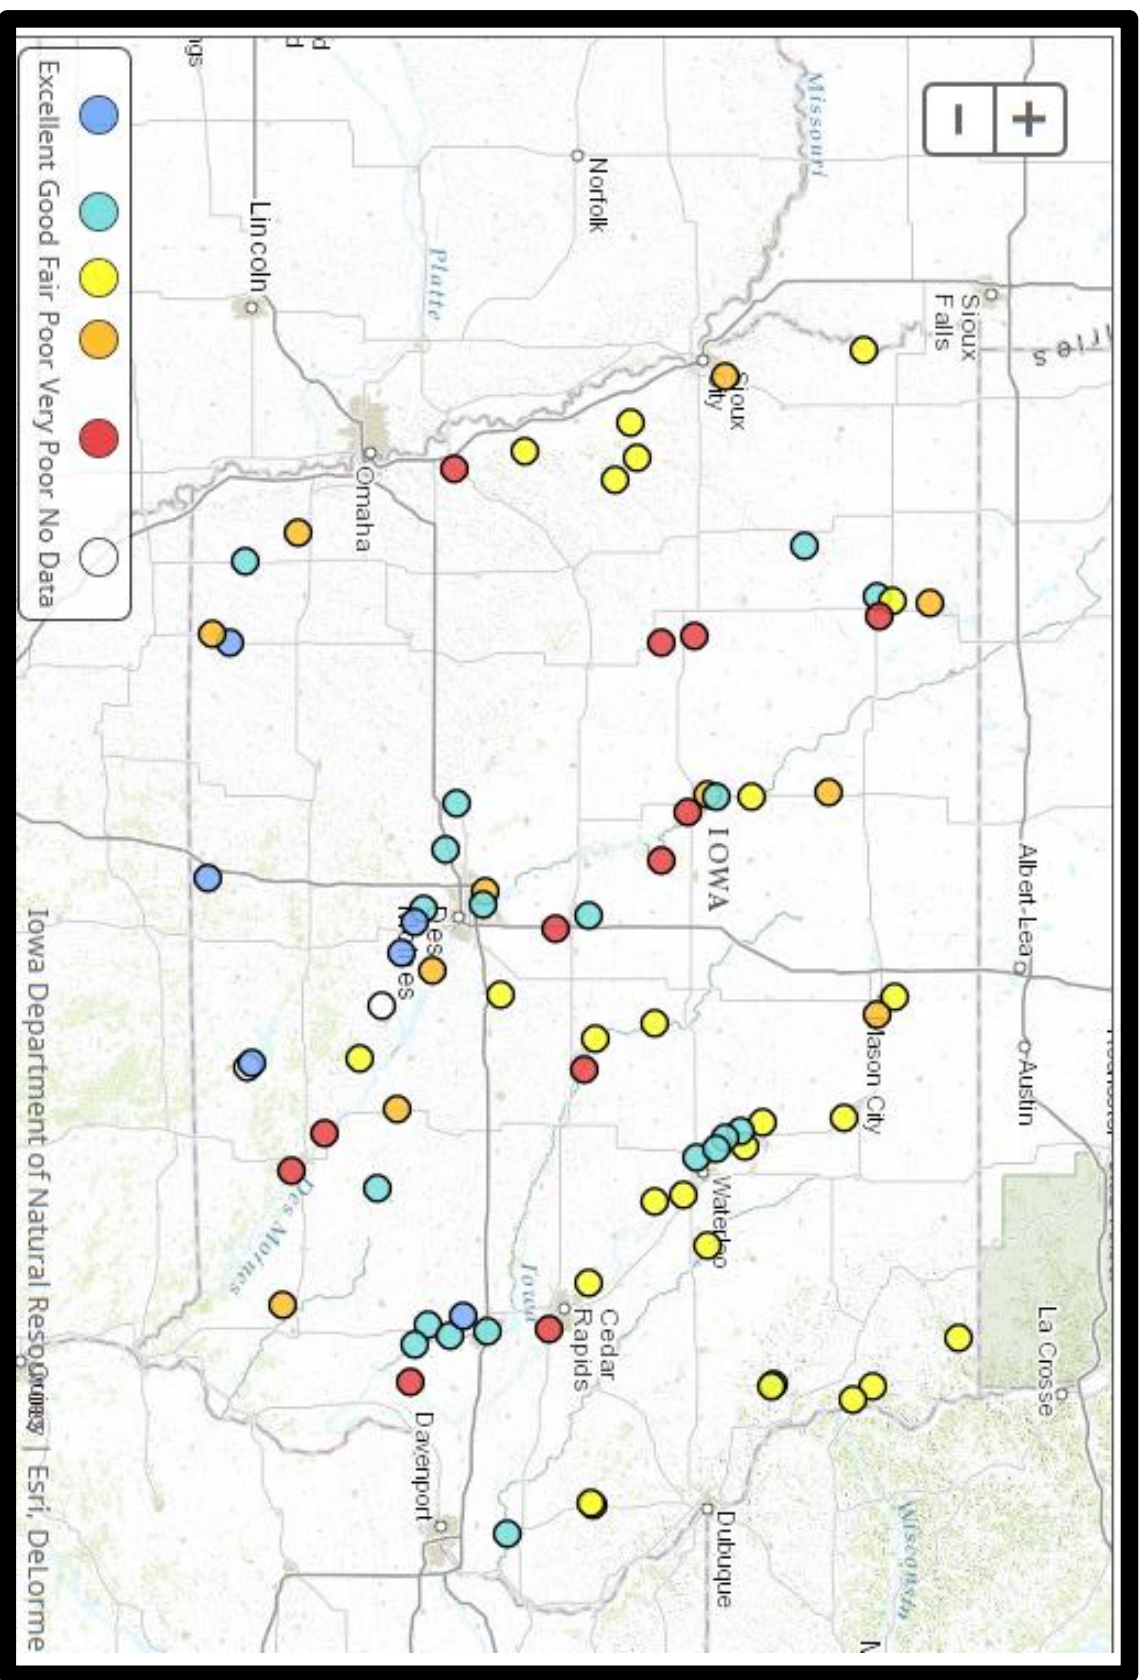 +
−
Missouri
Sioux
Falls
Albert Lea
Austin
La Crosse
Wisconsin
Norfolk
Sioux
City
Mason City
IOWA
Waterloo
Dubuque
Platte
Iowa
Cedar
Rapids
Omaha
Des
Moines
Davenport
Lincoln
Des Moines
Excellent Good Fair Poor Very Poor No Data
Iowa Department of Natural Resources | Esri, DeLorme